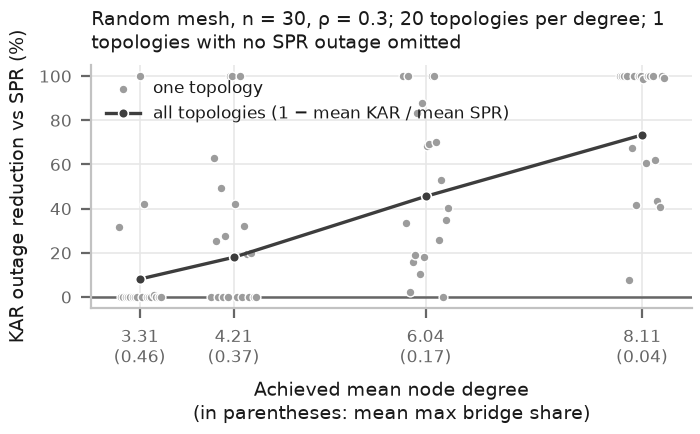 Random mesh, n = 30, ρ = 0.3; 20 topologies per degree; 1
topologies with no SPR outage omitted
KAR outage reduction vs SPR (%)
100
80
60
40
20
0
one topology
all topologies (1 − mean KAR / mean SPR)
3.31 4.21 6.04 8.11
(0.46) (0.37) (0.17) (0.04)
Achieved mean node degree
(in parentheses: mean max bridge share)